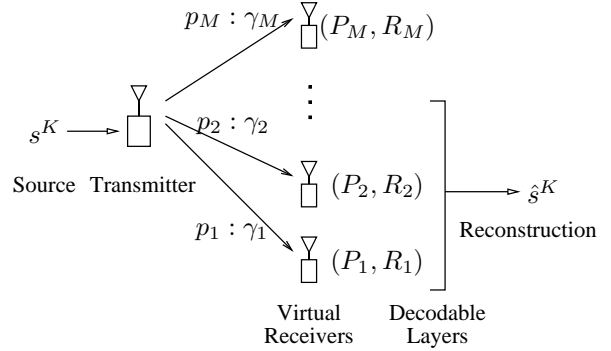 p_M : γ_M
(P_M, R_M)
s^K
p_2 : γ_2
(P_2, R_2)
ŝ^K
Source
Transmitter
Reconstruction
p_1 : γ_1
(P_1, R_1)
Virtual
Receivers
Decodable
Layers